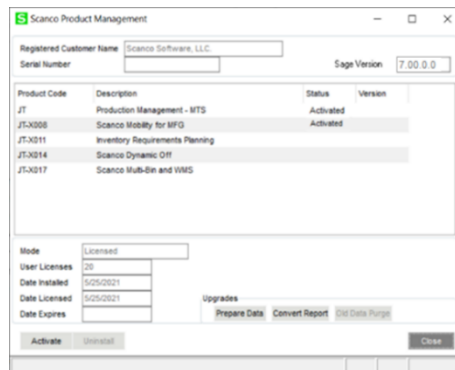 Scanco Product Management
Registered Customer Name Scanco Software, LLC.
Serial Number Sage Version 7.00.0.0
Product Code Description Status Version
JT Production Management - MTS Activated
JT-X008 Scanco Mobility for MFG Activated
JT-X011 Inventory Requirements Planning
JT-X014 Scanco Dynamic Off
JT-X017 Scanco Multi-Bin and WMS
Mode Licensed
User Licenses 20
Date Installed 5/25/2021
Date Licensed 5/25/2021 Upgrades
Date Expires Prepare Data Convert Report Old Data Purge
Activate Uninstall Close